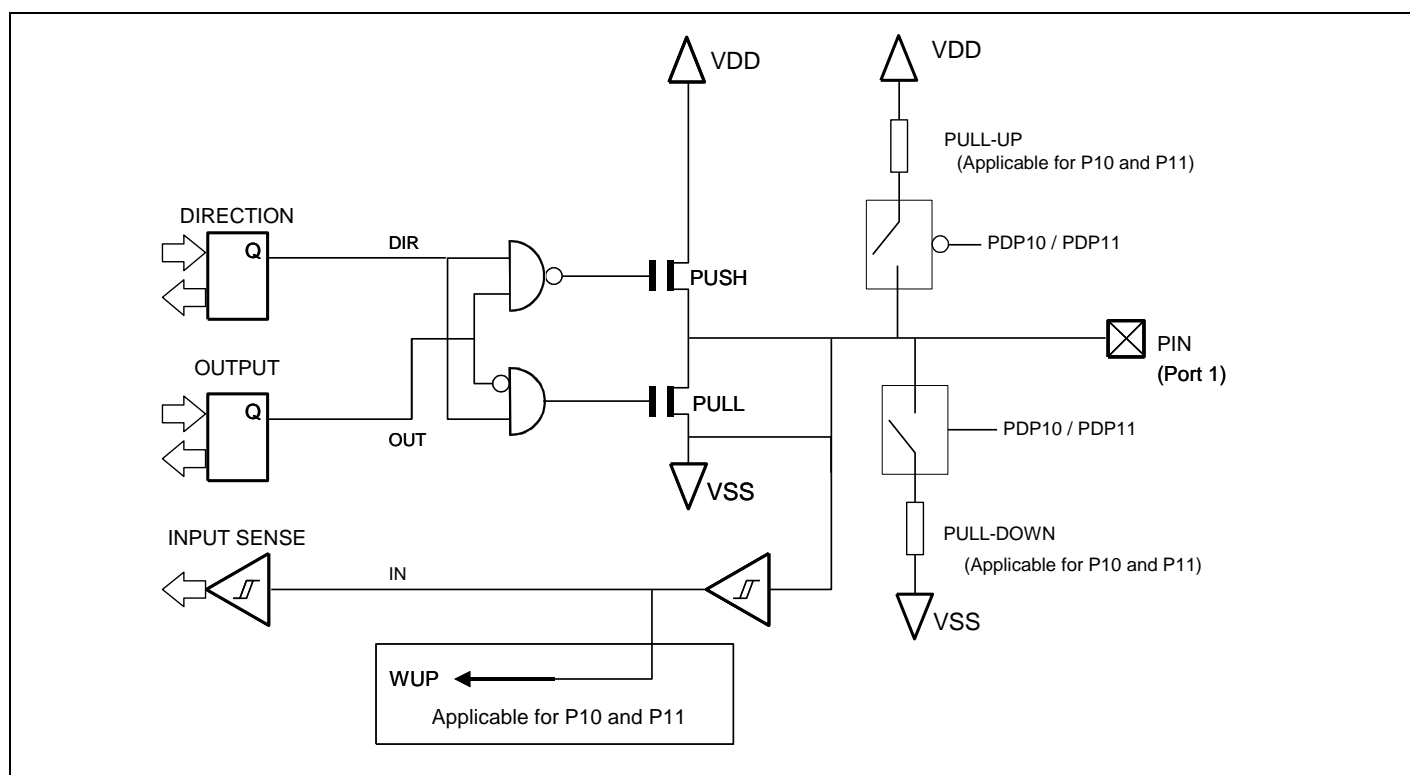 VDD
VDD
PULL-UP
(Applicable for P10 and P11)
DIRECTION
Q
DIR
PDP10 / PDP11
PUSH
PIN
(Port 1)
OUTPUT
Q
OUT
PULL
PDP10 / PDP11
VSS
INPUT SENSE
PULL-DOWN
(Applicable for P10 and P11)
IN
VSS
WUP
Applicable for P10 and P11